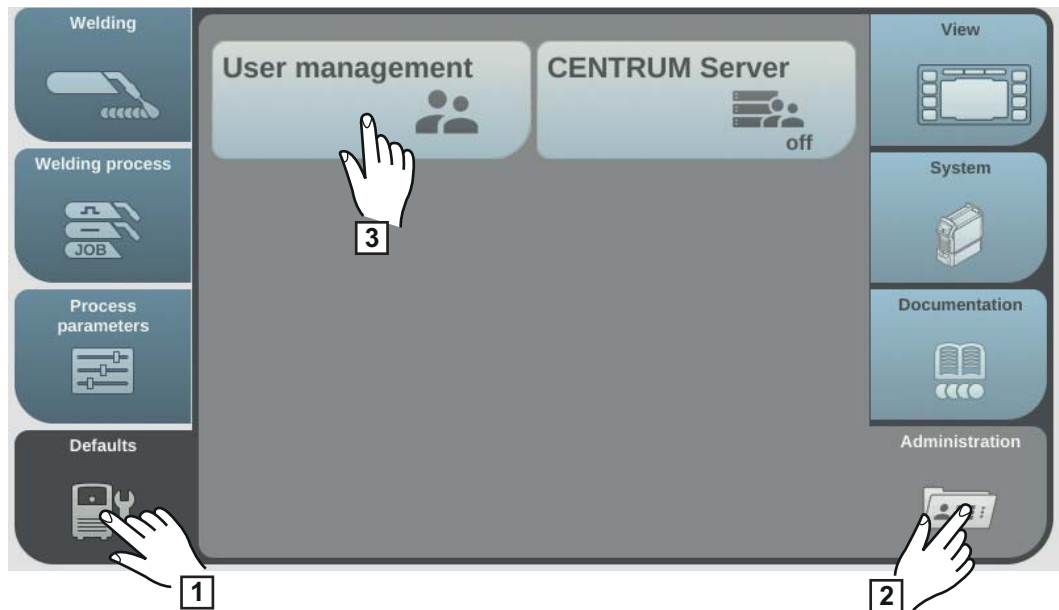 Welding
Welding process
JOB
Process
parameters
Defaults
User management
CENTRUM Server
off
View
System
Documentation
Administration
3
1
2